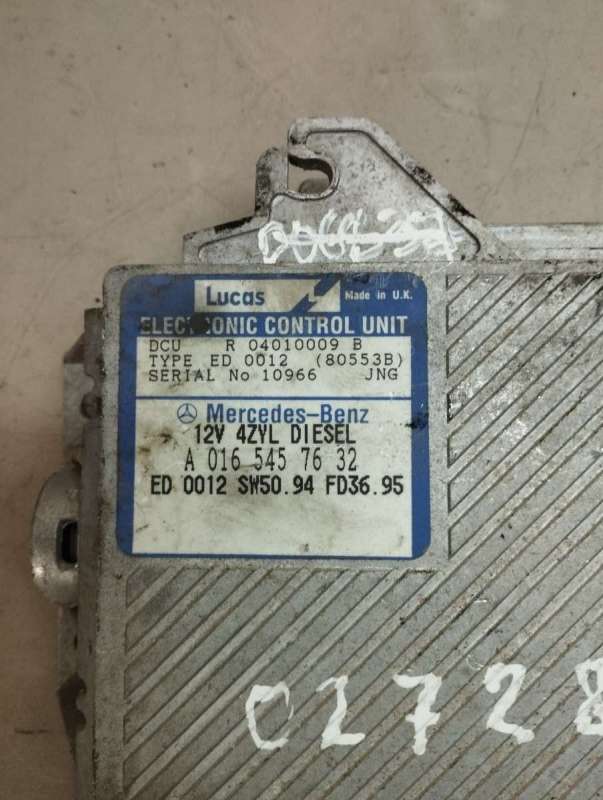 Lucas
Made in U.K.
ELECTRONIC CONTROL UNIT
DCU R 04010009 B
TYPE ED 0012 (80553B)
SERIAL No 10966 JNG
Mercedes-Benz
12V 4ZYL DIESEL
A 016 545 76 32
ED 0012 SW50.94 FD36.95
02728